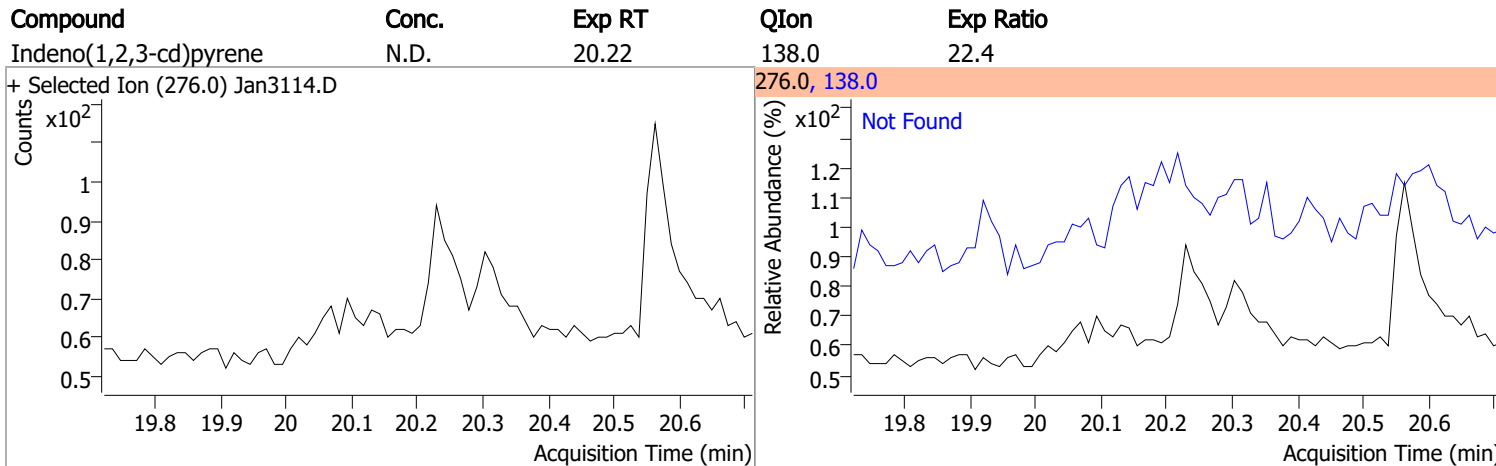 Compound Conc. Exp RT QIon Exp Ratio
Indeno(1,2,3-cd)pyrene N.D. 20.22 138.0 22.4
+ Selected Ion (276.0) Jan3114.D
Counts
x10²
1
0.9
0.8
0.7
0.6
0.5
19.8 19.9 20 20.1 20.2 20.3 20.4 20.5 20.6
Acquisition Time (min)
276.0, 138.0
Relative Abundance (%)
x10²
Not Found
1.2
1.1
1
0.9
0.8
0.7
0.6
0.5
19.8 19.9 20 20.1 20.2 20.3 20.4 20.5 20.6
Acquisition Time (min)